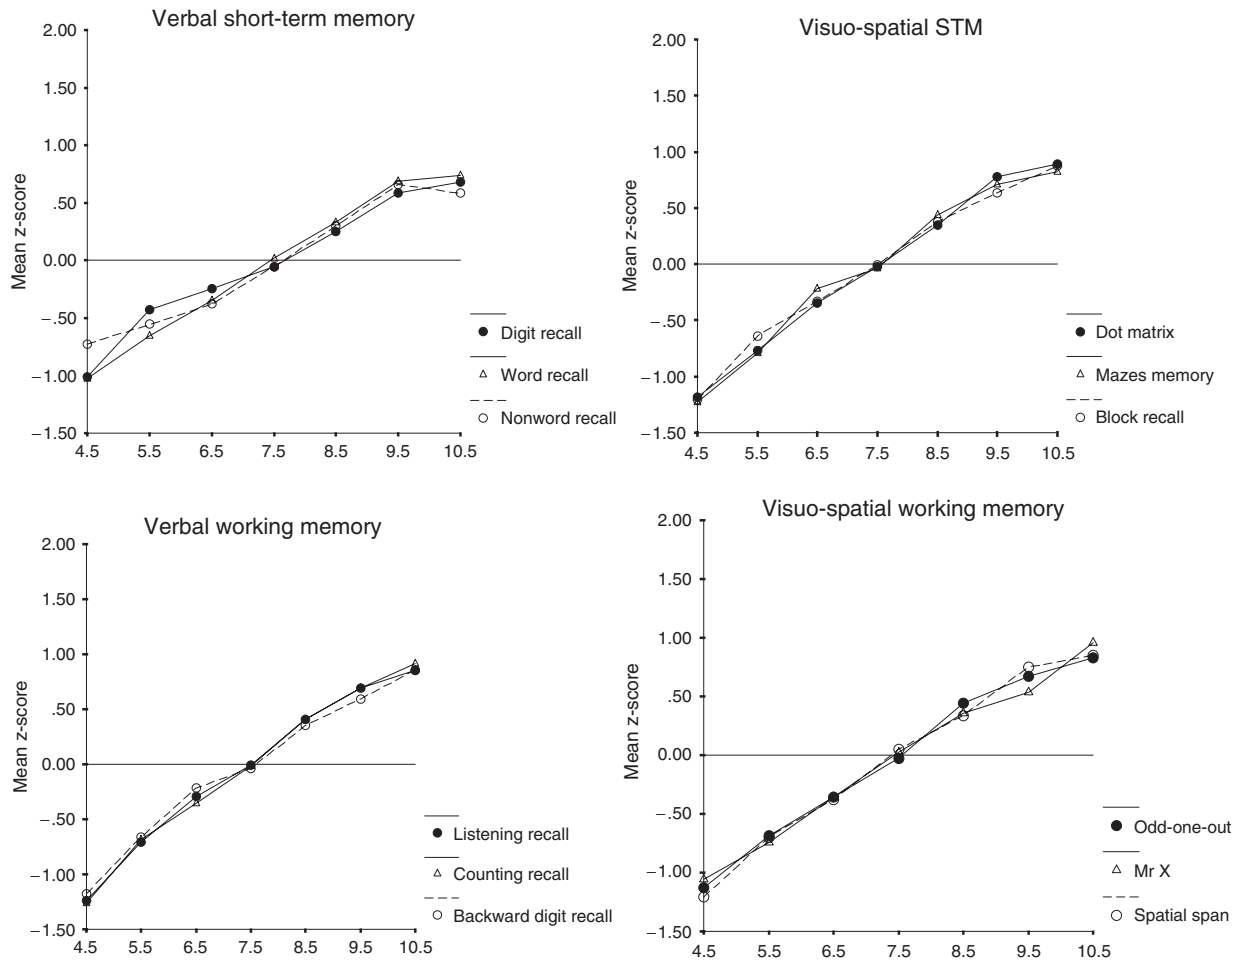 Verbal short-term memory
2.00
1.50
1.00
.50
0.00
−.50
−1.00
−1.50
Mean z-score
4.5 5.5 6.5 7.5 8.5 9.5 10.5
Digit recall
Word recall
Nonword recall
Visuo-spatial STM
2.00
1.50
1.00
.50
0.00
−.50
−1.00
−1.50
Mean z-score
4.5 5.5 6.5 7.5 8.5 9.5 10.5
Dot matrix
Mazes memory
Block recall
Verbal working memory
2.00
1.50
1.00
.50
0.00
−.50
−1.00
−1.50
Mean z-score
4.5 5.5 6.5 7.5 8.5 9.5 10.5
Listening recall
Counting recall
Backward digit recall
Visuo-spatial working memory
2.00
1.50
1.00
.50
0.00
−.50
−1.00
−1.50
Mean z-score
4.5 5.5 6.5 7.5 8.5 9.5 10.5
Odd-one-out
Mr X
Spatial span